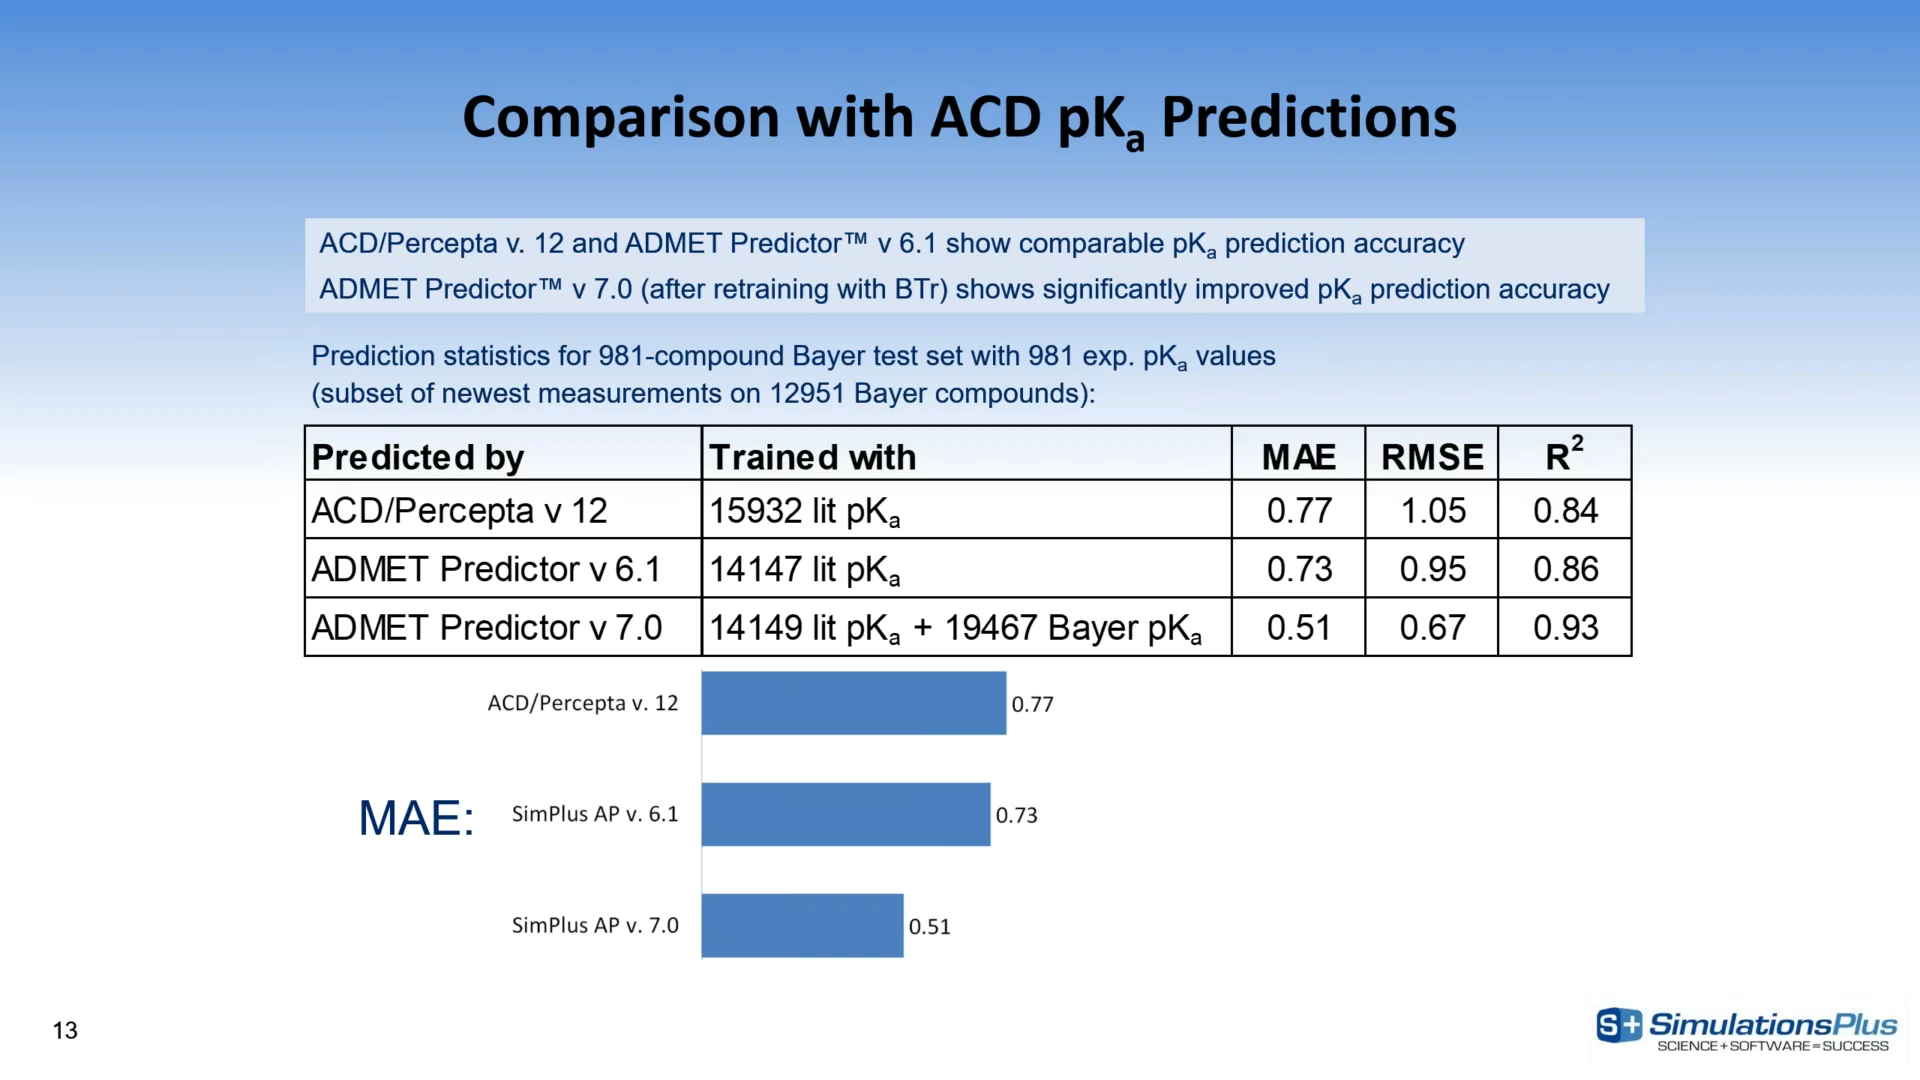 Comparison with ACD pKa Predictions
ACD/Percepta v. 12 and ADMET Predictor™ v 6.1 show comparable pKa prediction accuracy
ADMET Predictor™ v 7.0 (after retraining with BTr) shows significantly improved pKa prediction accuracy
Prediction statistics for 981-compound Bayer test set with 981 exp. pKa values
(subset of newest measurements on 12951 Bayer compounds):
Predicted by Trained with MAE RMSE R2
ACD/Percepta v 12 15932 lit pKa 0.77 1.05 0.84
ADMET Predictor v 6.1 14147 lit pKa 0.73 0.95 0.86
ADMET Predictor v 7.0 14149 lit pKa + 19467 Bayer pKa 0.51 0.67 0.93
ACD/Percepta v. 12 0.77
MAE: SimPlus AP v. 6.1 0.73
SimPlus AP v. 7.0 0.51
13
S+ SimulationsPlus
SCIENCE+SOFTWARE=SUCCESS